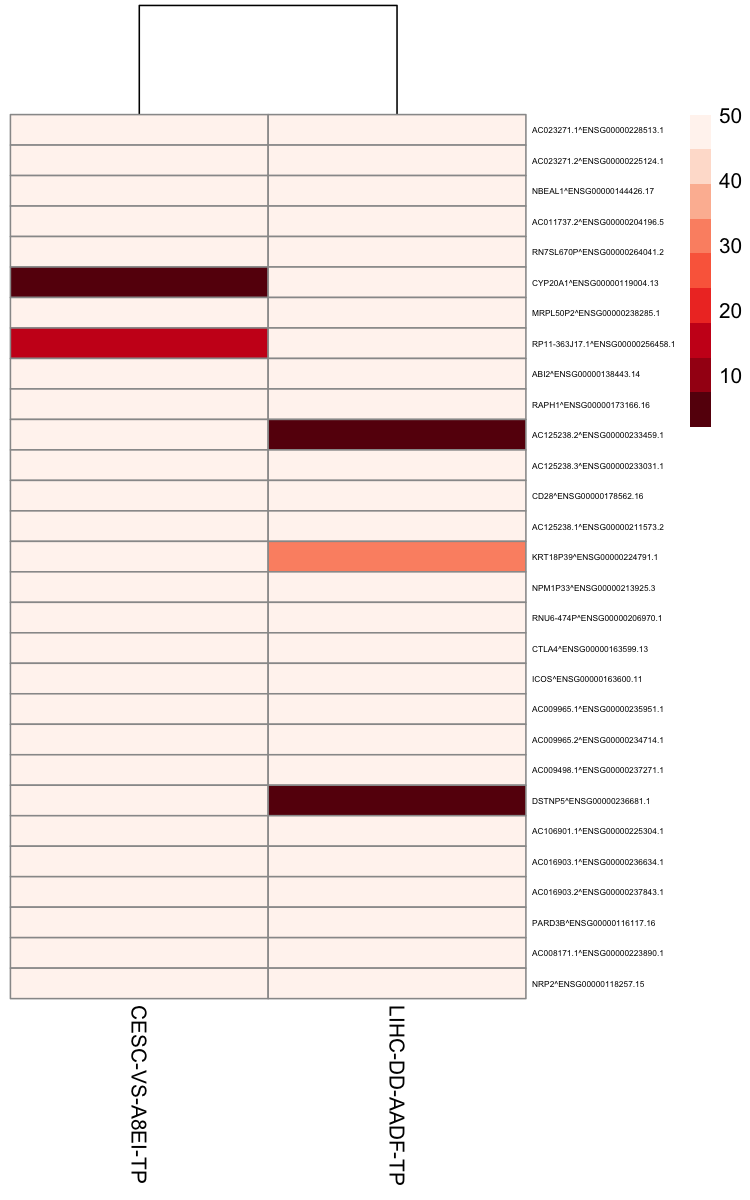 AC023271.1^ENSG00000228513.1
AC023271.2^ENSG00000225124.1
NBEAL1^ENSG00000144426.17
AC011737.2^ENSG00000204196.5
RN7SL670P^ENSG00000264041.2
CYP20A1^ENSG00000119004.13
MRPL50P2^ENSG00000238285.1
RP11-363J17.1^ENSG00000256458.1
ABI2^ENSG00000138443.14
RAPH1^ENSG00000173166.16
AC125238.2^ENSG00000233459.1
AC125238.3^ENSG00000233031.1
CD28^ENSG00000178562.16
AC125238.1^ENSG00000211573.2
KRT18P39^ENSG00000224791.1
NPM1P33^ENSG00000213925.3
RNU6-474P^ENSG00000206970.1
CTLA4^ENSG00000163599.13
ICOS^ENSG00000163600.11
AC009965.1^ENSG00000235951.1
AC009965.2^ENSG00000234714.1
AC009498.1^ENSG00000237271.1
DSTNP5^ENSG00000236681.1
AC106901.1^ENSG00000225304.1
AC016903.1^ENSG00000236634.1
AC016903.2^ENSG00000237843.1
PARD3B^ENSG00000116117.16
AC008171.1^ENSG00000223890.1
NRP2^ENSG00000118257.15
50
40
30
20
10
CESC-VS-A8EI-TP
LIHC-DD-AADF-TP